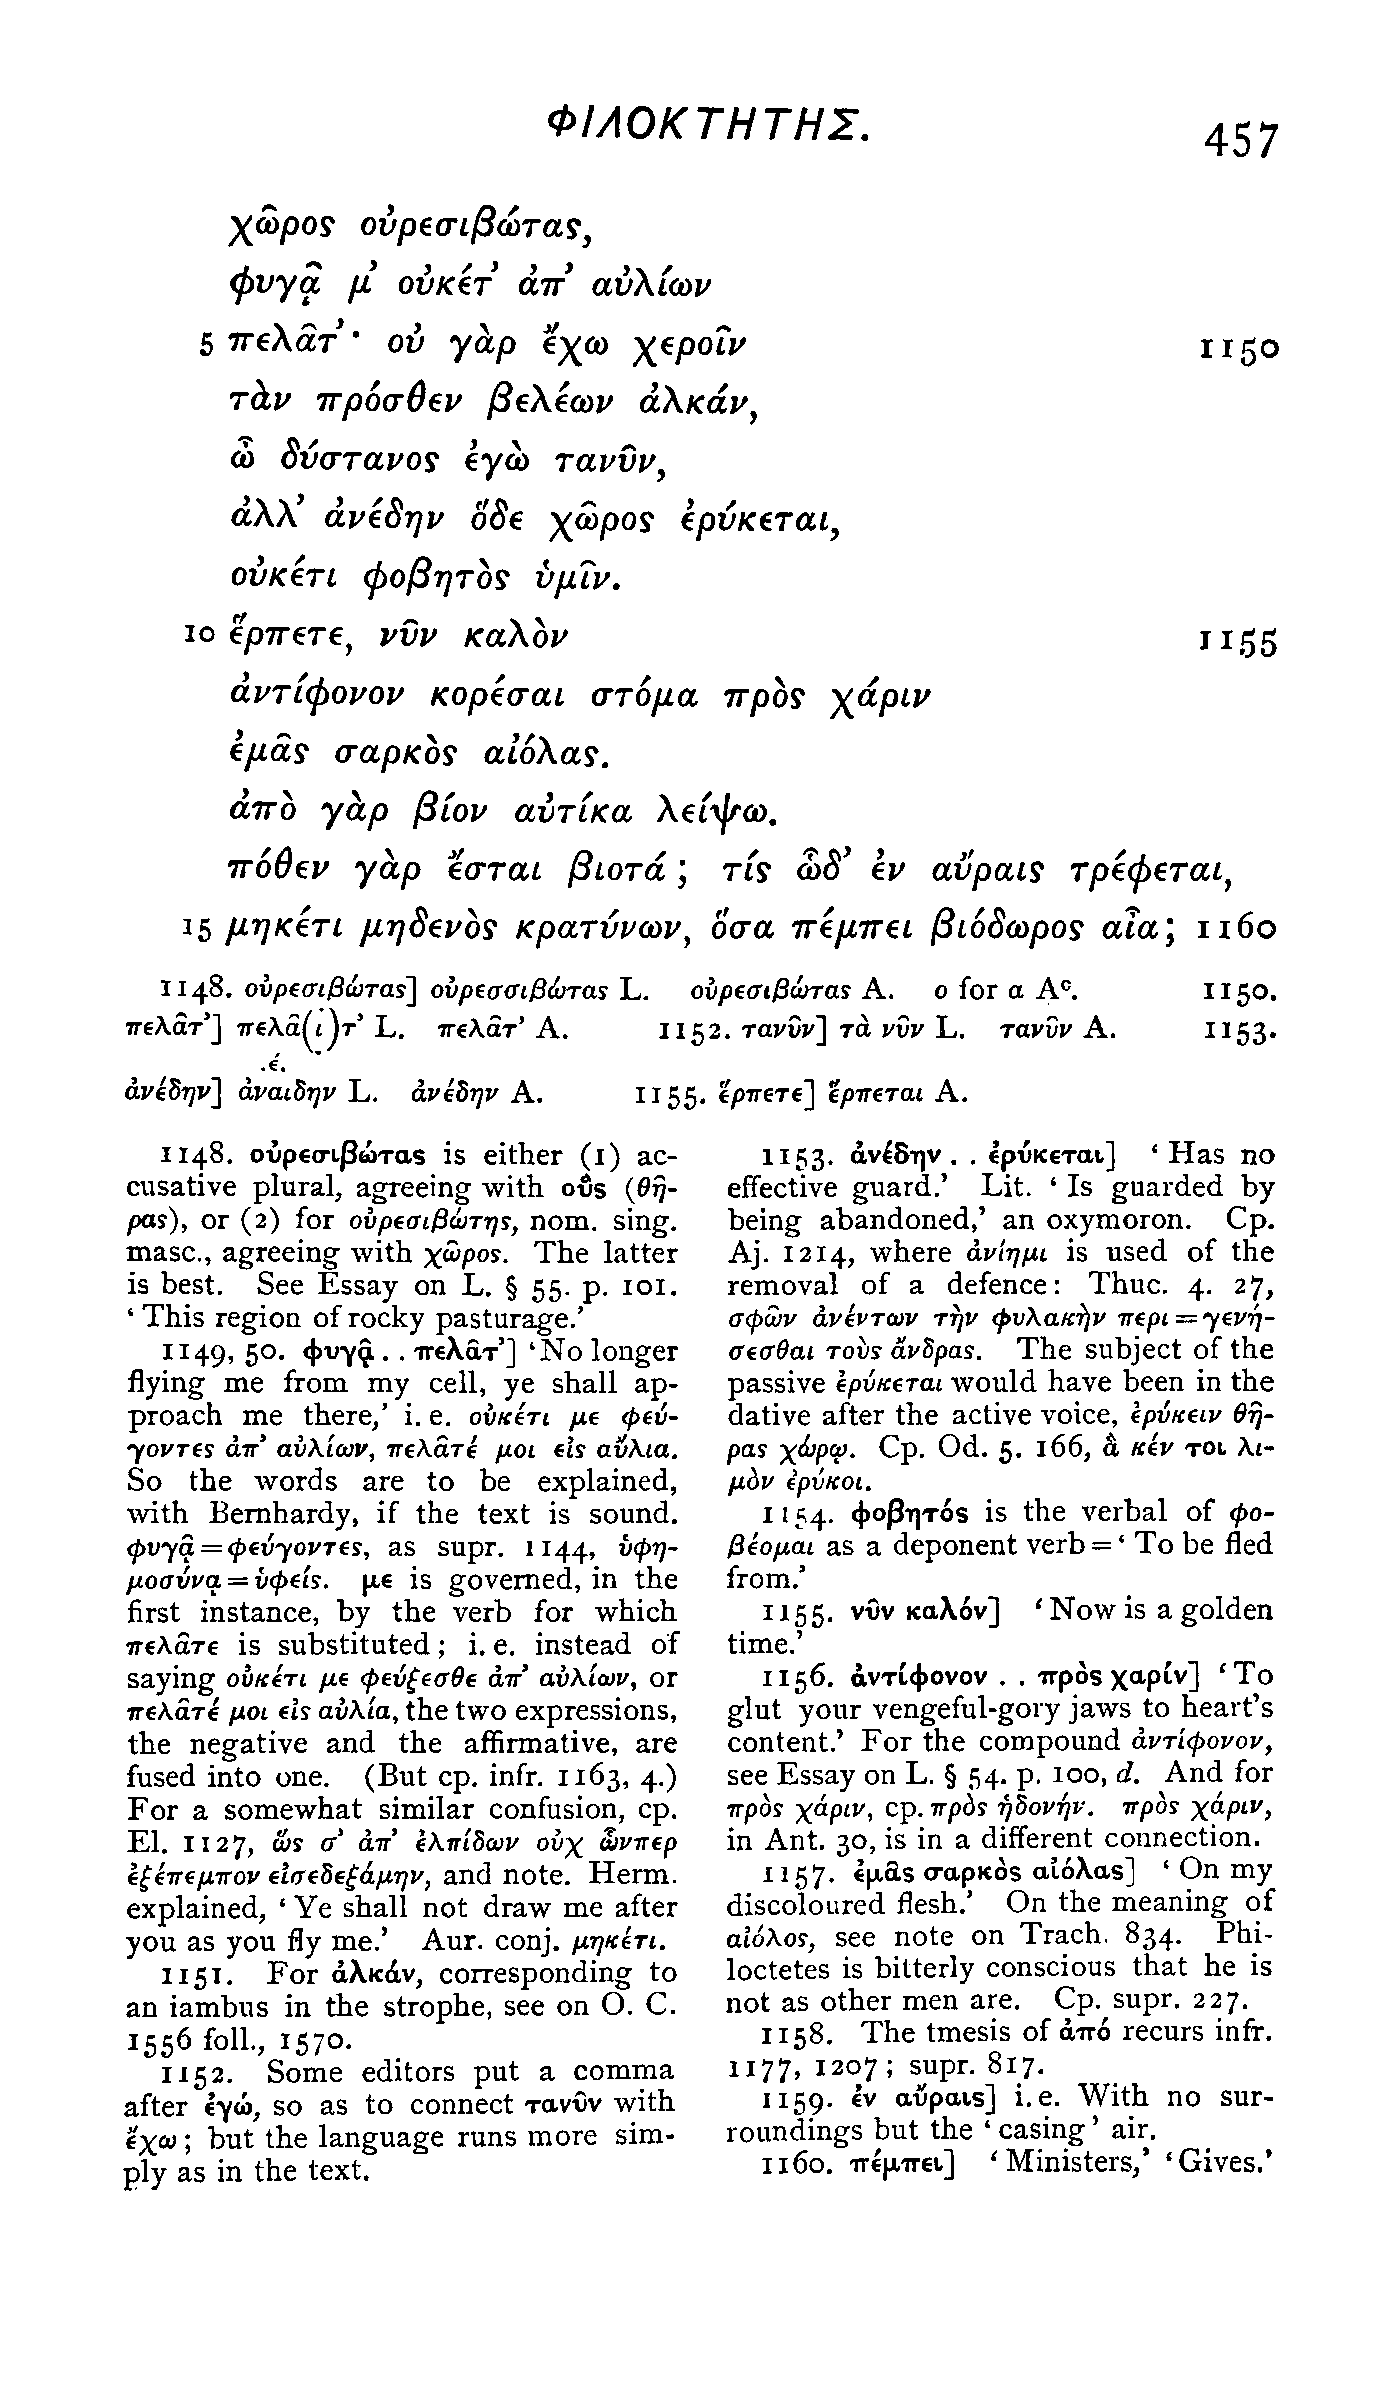 ΦΙΛΟΚΤΗΤΗΣ.
457
χῶρος οὐρεσιβώτας,
φυγᾷ μ’ οὐκέτ’ ἀπ’ αὐλίων
5 πελᾶτ’· οὐ γὰρ ἔχω χεροῖν 1150
τὰν πρόσθεν βελέων ἀλκάν,
ὦ δύστανος ἐγὼ τανῦν,
ἀλλ’ ἀνέδην ὅδε χῶρος ἐρύκεται,
οὐκέτι φοβητὸς ὑμῖν.
10 ἕρπετε, νῦν καλὸν 1155
ἀντίφονον κορέσαι στόμα πρὸς χάριν
ἐμᾶς σαρκὸς αἰόλας.
ἀπὸ γὰρ βίον αὐτίκα λείψω.
πόθεν γὰρ ἔσται βιοτά; τίς ὧδ’ ἐν αὔραις τρέφεται,
15 μηκέτι μηδενὸς κρατύνων, ὅσα πέμπει βιόδωρος αἶα; 1160
1148. οὐρεσιβώτας] οὐρεσσιβώτας L. οὐρεσιβώτας A. ο for α Aᶜ. 1150.
πελᾶτ’] πελᾶ(ι)τ’ L. πελᾶτ’ A. 1152. τανῦν] τὰ νῦν L. τανῦν A. 1153.
.έ.
ἀνέδην] ἀναιδην L. ἀνέδην A. 1155. ἕρπετε] ἕρπεται A.
1148. οὐρεσιβώτας is either (1) ac-
cusative plural, agreeing with οὓς (θῆ-
ρας), or (2) for οὐρεσιβώτης, nom. sing.
masc., agreeing with χῶρος. The latter
is best. See Essay on L. § 55. p. 101.
‘This region of rocky pasturage.’
1149, 50. φυγᾷ . . πελᾶτ’] ‘No longer
flying me from my cell, ye shall ap-
proach me there,’ i. e. οὐκέτι με φεύ-
γοντες ἀπ’ αὐλίων, πελᾶτέ μοι εἰς αὔλια.
So the words are to be explained,
with Bernhardy, if the text is sound.
φυγᾷ=φεύγοντες, as supr. 1144, ὑφη-
μοσύνᾳ=ὑφείς. με is governed, in the
first instance, by the verb for which
πελᾶτε is substituted; i. e. instead of
saying οὐκέτι με φεύξεσθε ἀπ’ αὐλίων, or
πελᾶτέ μοι εἰς αὐλία, the two expressions,
the negative and the affirmative, are
fused into one. (But cp. infr. 1163, 4.)
For a somewhat similar confusion, cp.
El. 1127, ὥς σ’ ἀπ’ ἐλπίδων οὐχ ὧνπερ
ἐξέπεμπον εἰσεδεξάμην, and note. Herm.
explained, ‘Ye shall not draw me after
you as you fly me.’ Aur. conj. μηκέτι.
1151. For ἀλκάν, corresponding to
an iambus in the strophe, see on O. C.
1556 foll., 1570.
1152. Some editors put a comma
after ἐγώ, so as to connect τανῦν with
ἔχω; but the language runs more sim-
ply as in the text.
1153. ἀνέδην . . ἐρύκεται] ‘Has no
effective guard.’ Lit. ‘Is guarded by
being abandoned,’ an oxymoron. Cp.
Aj. 1214, where ἀνίημι is used of the
removal of a defence: Thuc. 4. 27,
σφῶν ἀνέντων τὴν φυλακὴν περι=γενή-
σεσθαι τοὺς ἄνδρας. The subject of the
passive ἐρύκεται would have been in the
dative after the active voice, ἐρύκειν θῆ-
ρας χώρῳ. Cp. Od. 5. 166, ἅ κέν τοι λι-
μὸν ἐρύκοι.
1154. φοβητός is the verbal of φο-
βέομαι as a deponent verb=‘To be fled
from.’
1155. νῦν καλόν] ‘Now is a golden
time.’
1156. ἀντίφονον . . πρὸς χαρίν] ‘To
glut your vengeful-gory jaws to heart’s
content.’ For the compound ἀντίφονον,
see Essay on L. § 54. p. 100, d. And for
πρὸς χάριν, cp. πρὸς ἡδονήν. πρὸς χάριν,
in Ant. 30, is in a different connection.
1157. ἐμᾶς σαρκὸς αἰόλας] ‘On my
discoloured flesh.’ On the meaning of
αἰόλος, see note on Trach. 834. Phi-
loctetes is bitterly conscious that he is
not as other men are. Cp. supr. 227.
1158. The tmesis of ἀπό recurs infr.
1177, 1207; supr. 817.
1159. ἐν αὔραις] i. e. With no sur-
roundings but the ‘casing’ air.
1160. πέμπει] ‘Ministers,’ ‘Gives.’